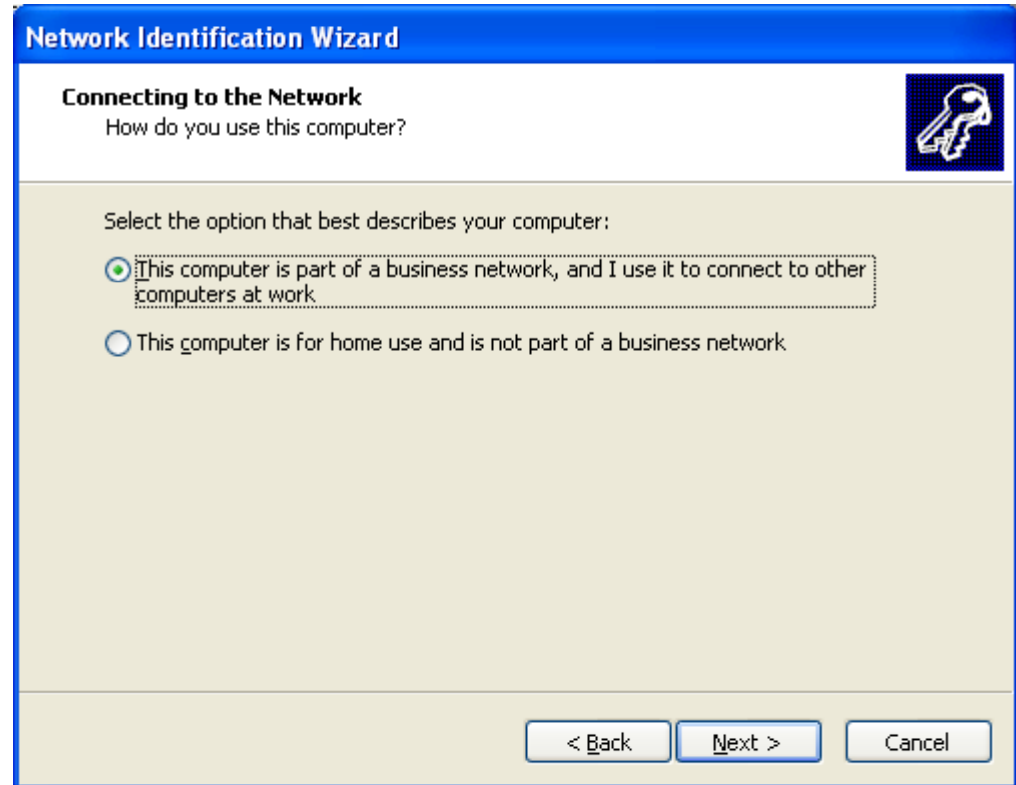 Network Identification Wizard
Connecting to the Network
How do you use this computer?
Select the option that best describes your computer:
This computer is part of a business network, and I use it to connect to other
computers at work
This computer is for home use and is not part of a business network
< Back
Next >
Cancel